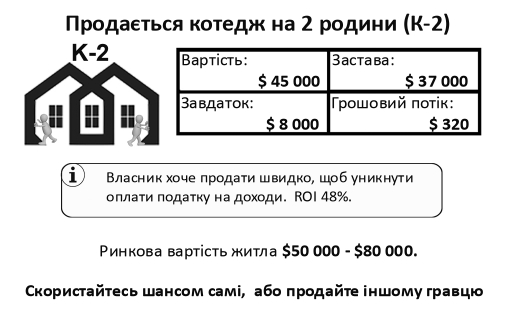 Продається котедж на 2 родини (К-2)
К-2
Вартість:
$ 45 000
Застава:
$ 37 000
Завдаток:
$ 8 000
Грошовий потік:
$ 320
i
Власник хоче продати швидко, щоб уникнути
оплати податку на доходи. ROI 48%.
Ринкова вартість житла $50 000 - $80 000.
Скористайтесь шансом самі, або продайте іншому гравцю